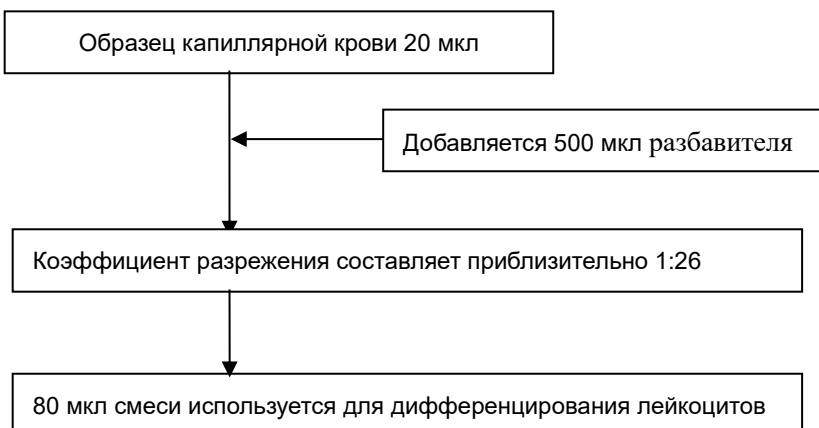 Образец капиллярной крови 20 мкл
Добавляется 500 мкл разбавителя
Коэффициент разрежения составляет приблизительно 1:26
80 мкл смеси используется для дифференцирования лейкоцитов